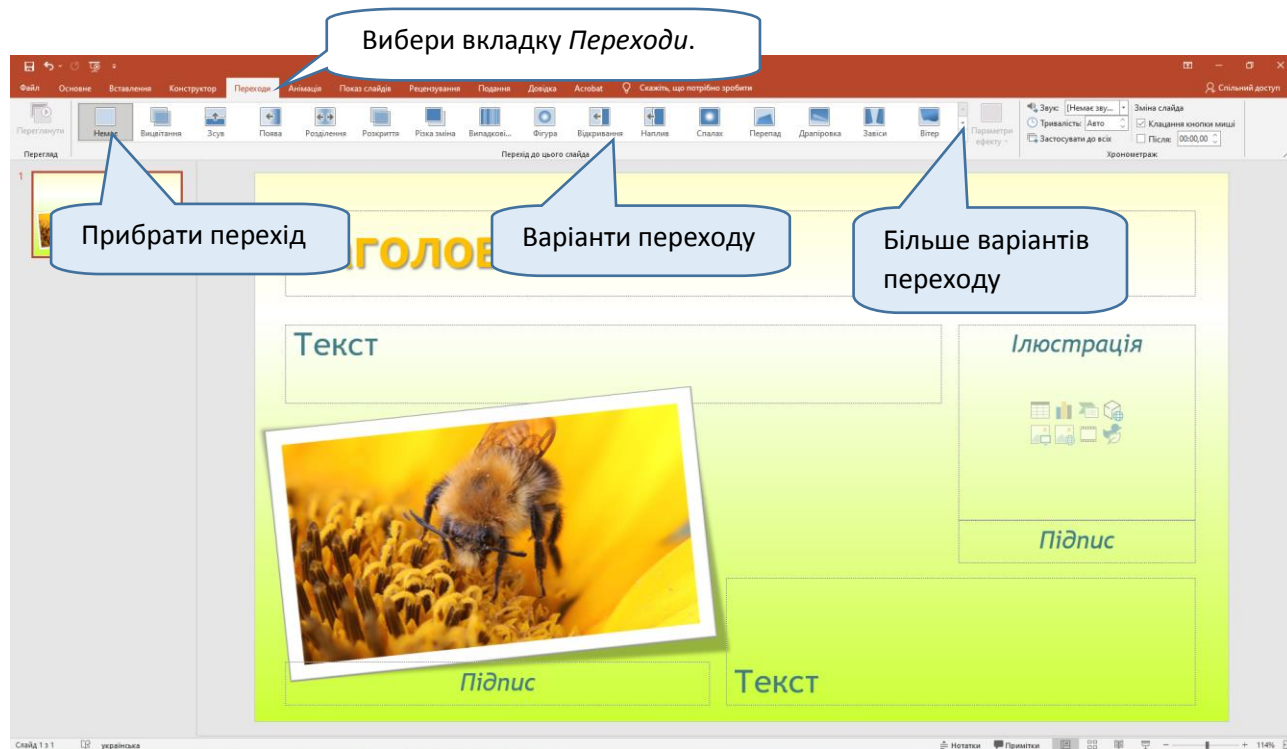 Вибери вкладку Переходи.
Файл Основне Вставлення Конструктор Переходи Анімація Показ слайдів Рецензування Подання Довідка Acrobat Скажіть, що потрібно зробити Спільний доступ
Переглянути Немає Вицвітання Зсув Поява Розділення Розкриття Різка зміна Випадкові... Фігура Відкривання Наплив Спалах Перепад Драпіровка Завіси Вітер Параметри ефекту
Звук: [Немає зву... Зміна слайда
Тривалість: Авто Клацання кнопки миші
Застосувати до всіх Після: 00:00,00
Перегляд Перехід до цього слайда Хронометраж
1
Прибрати перехід
Варіанти переходу
Більше варіантів
переходу
Текст
Ілюстрація
Підпис
Підпис
Текст
Слайд 1 з 1 українська Нотатки Примітки 114%